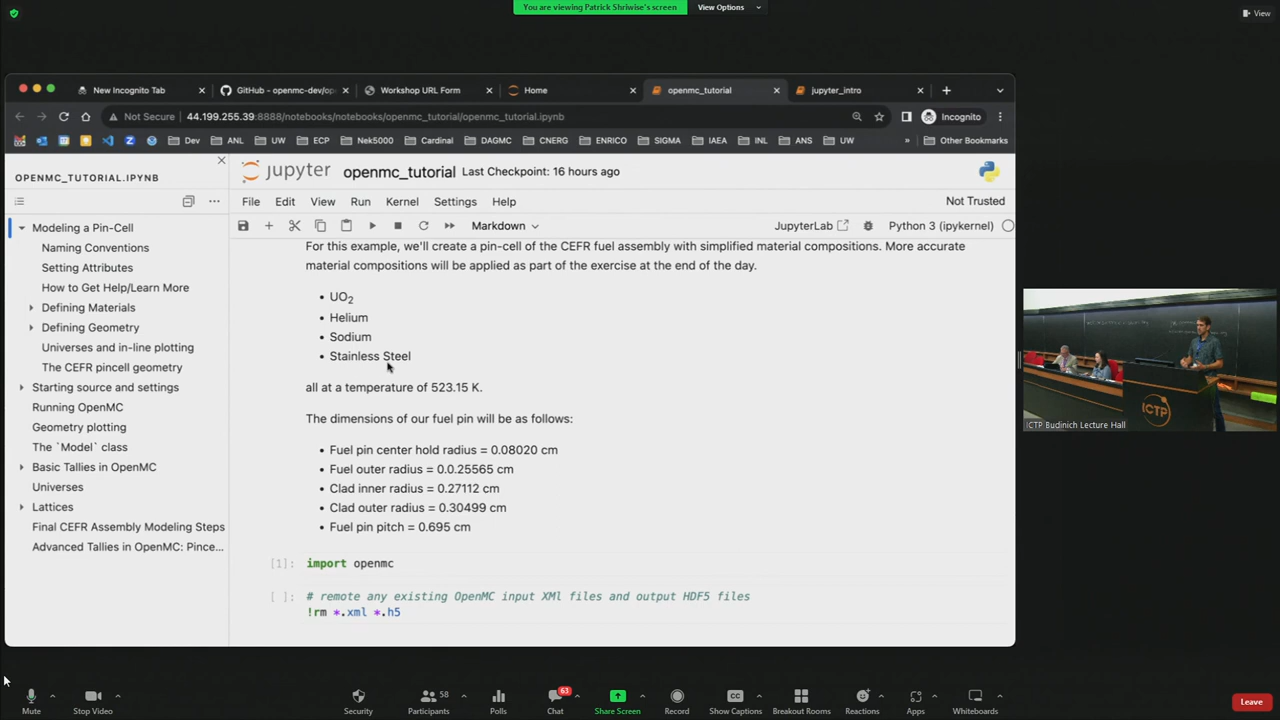 You are viewing Patrick Shriwise's screen
View Options
View
New Incognito Tab
GitHub - openmc-dev/op
Workshop URL Form
Home
openmc_tutorial
jupyter_intro
Not Secure
44.199.255.39:8888/notebooks/notebooks/openmc_tutorial/openmc_tutorial.ipynb
Incognito
Dev
ANL
UW
ECP
Nek5000
Cardinal
DAGMC
CNERG
ENRICO
SIGMA
IAEA
INL
ANS
UW
»
Other Bookmarks
OPENMC_TUTORIAL.IPYNB
jupyter
openmc_tutorial
Last Checkpoint: 16 hours ago
File
Edit
View
Run
Kernel
Settings
Help
Not Trusted
Markdown
JupyterLab
Python 3 (ipykernel)
Modeling a Pin-Cell
Naming Conventions
Setting Attributes
How to Get Help/Learn More
Defining Materials
Defining Geometry
Universes and in-line plotting
The CEFR pincell geometry
Starting source and settings
Running OpenMC
Geometry plotting
The `Model` class
Basic Tallies in OpenMC
Universes
Lattices
Final CEFR Assembly Modeling Steps
Advanced Tallies in OpenMC: Pince...
For this example, we'll create a pin-cell of the CEFR fuel assembly with simplified material compositions. More accurate
material compositions will be applied as part of the exercise at the end of the day.
• UO₂
• Helium
• Sodium
• Stainless Steel
all at a temperature of 523.15 K.
The dimensions of our fuel pin will be as follows:
• Fuel pin center hold radius = 0.08020 cm
• Fuel outer radius = 0.0.25565 cm
• Clad inner radius = 0.27112 cm
• Clad outer radius = 0.30499 cm
• Fuel pin pitch = 0.695 cm
[1]: import openmc
[ ]: # remote any existing OpenMC input XMl files and output HDF5 files
!rm *.xml *.h5
ICTP
ICTP Budinich Lecture Hall
Mute
Stop Video
Security
58
Participants
Polls
63
Chat
Share Screen
Record
CC
Show Captions
Breakout Rooms
Reactions
Apps
Whiteboards
Leave